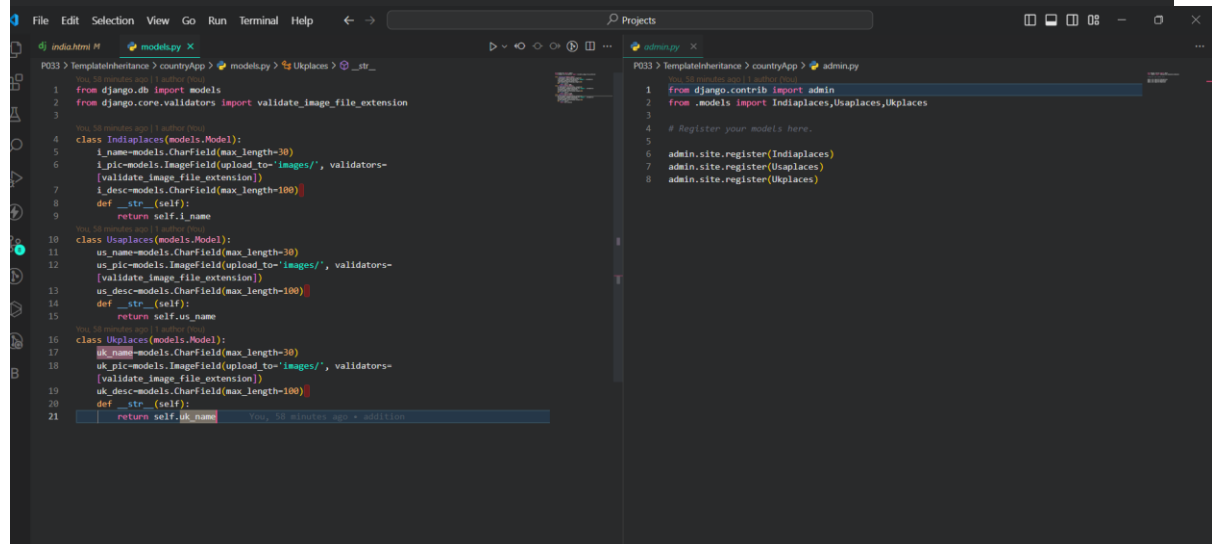 File Edit Selection View Go Run Terminal Help ← → Projects
india.html M models.py ×
P033 > TemplateInheritance > countryApp > models.py > Ukplaces > __str__
You, 58 minutes ago | 1 author (You)
1 from django.db import models
2 from django.core.validators import validate_image_file_extension
3
You, 58 minutes ago | 1 author (You)
4 class Indiaplaces(models.Model):
5 i_name=models.CharField(max_length=30)
6 i_pic=models.ImageField(upload_to='images/', validators=
[validate_image_file_extension])
7 i_desc=models.CharField(max_length=100)
8 def __str__(self):
9 return self.i_name
You, 58 minutes ago | 1 author (You)
10 class Usaplaces(models.Model):
11 us_name=models.CharField(max_length=30)
12 us_pic=models.ImageField(upload_to='images/', validators=
[validate_image_file_extension])
13 us_desc=models.CharField(max_length=100)
14 def __str__(self):
15 return self.us_name
You, 58 minutes ago | 1 author (You)
16 class Ukplaces(models.Model):
17 uk_name=models.CharField(max_length=30)
18 uk_pic=models.ImageField(upload_to='images/', validators=
[validate_image_file_extension])
19 uk_desc=models.CharField(max_length=100)
20 def __str__(self):
21 return self.uk_name You, 58 minutes ago • addition
admin.py ×
P033 > TemplateInheritance > countryApp > admin.py
You, 58 minutes ago | 1 author (You)
1 from django.contrib import admin
2 from .models import Indiaplaces,Usaplaces,Ukplaces
3
4 # Register your models here.
5
6 admin.site.register(Indiaplaces)
7 admin.site.register(Usaplaces)
8 admin.site.register(Ukplaces)